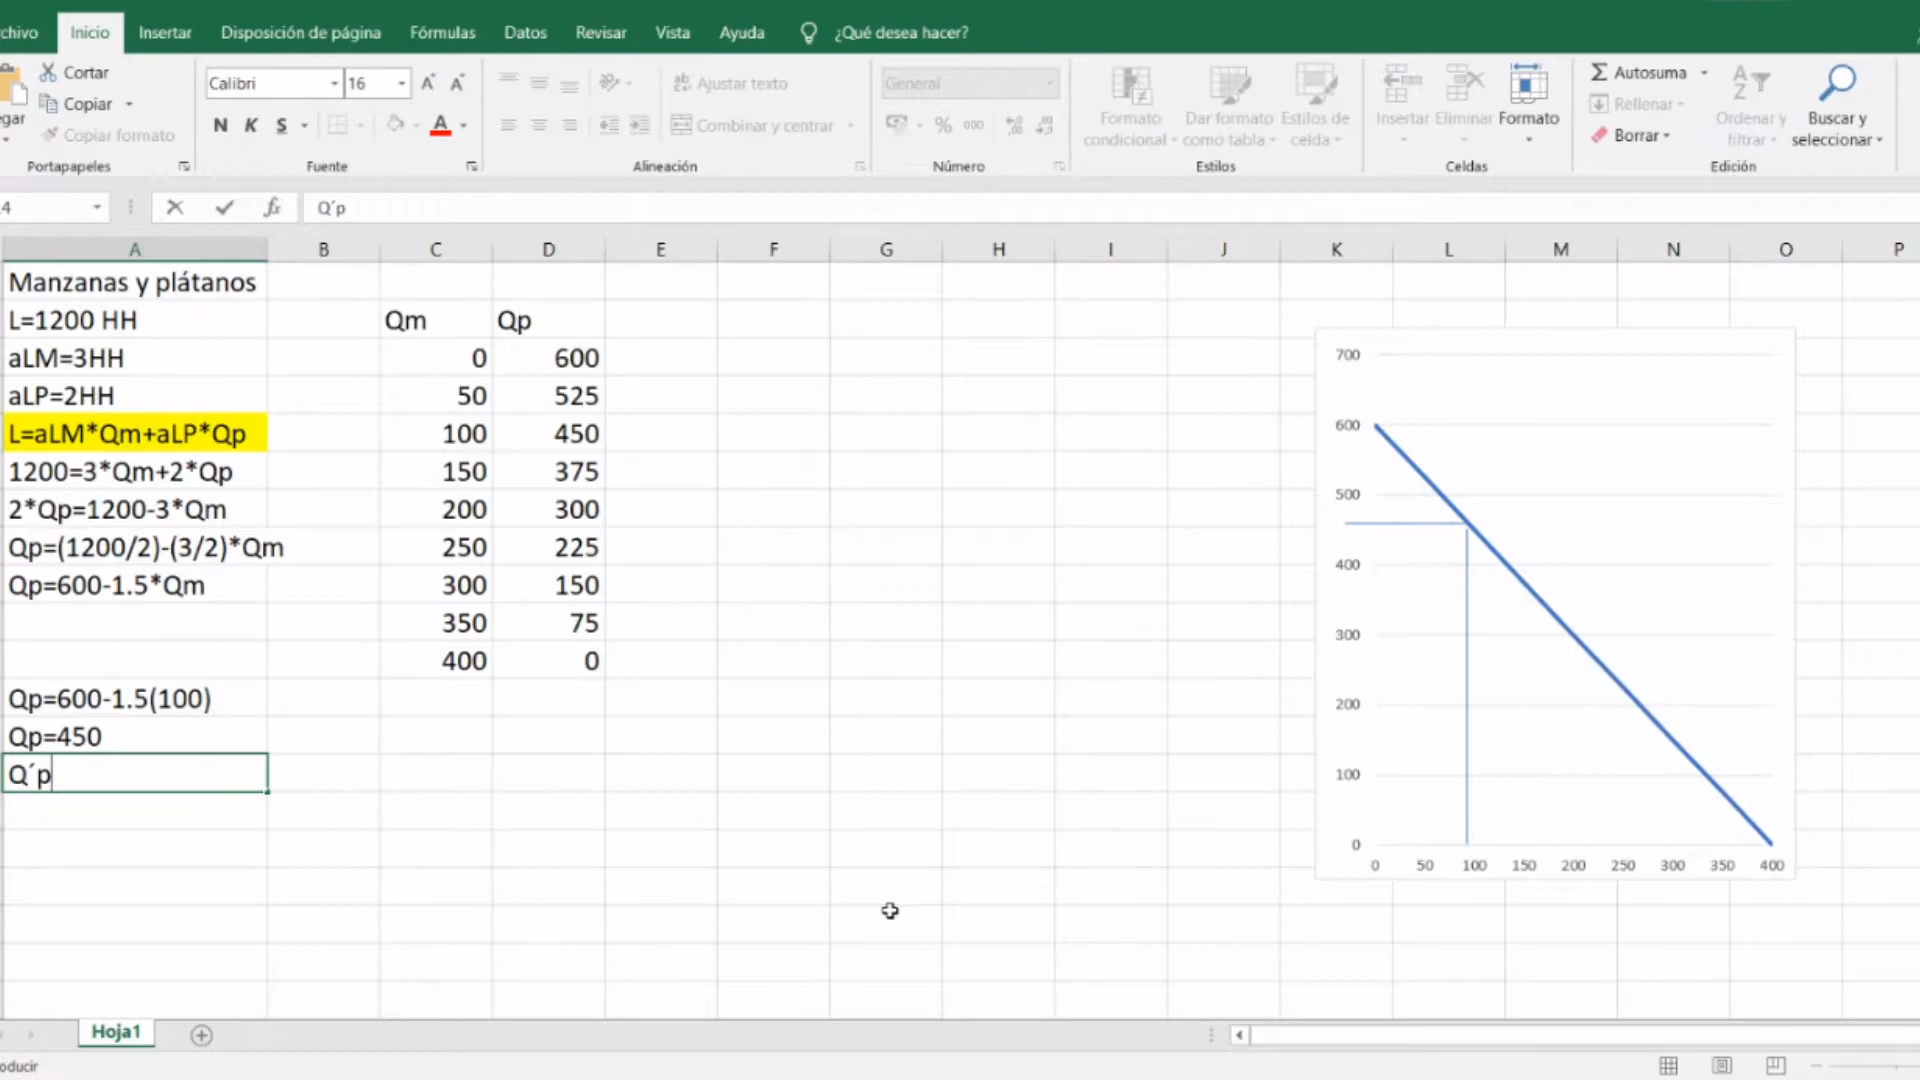 chivo Inicio Insertar Disposición de página Fórmulas Datos Revisar Vista Ayuda ¿Qué desea hacer?
Cortar
Copiar
Copiar formato
gar
Portapapeles
Calibri 16
N K S A
Fuente
Ajustar texto
Combinar y centrar
Alineación
General
% 000
Número
Formato condicional
Dar formato como tabla
Estilos de celda
Estilos
Insertar Eliminar Formato
Celdas
Autosuma
Rellenar
Borrar
Ordenar y filtrar
Buscar y seleccionar
Edición
4 fx Q´p
A B C D E F G H I J K L M N O P
Manzanas y plátanos
L=1200 HH Qm Qp
aLM=3HH 0 600
aLP=2HH 50 525
L=aLM*Qm+aLP*Qp 100 450
1200=3*Qm+2*Qp 150 375
2*Qp=1200-3*Qm 200 300
Qp=(1200/2)-(3/2)*Qm 250 225
Qp=600-1.5*Qm 300 150
350 75
400 0
Qp=600-1.5(100)
Qp=450
Q´p
700
600
500
400
300
200
100
0
0 50 100 150 200 250 300 350 400
Hoja1
oducir